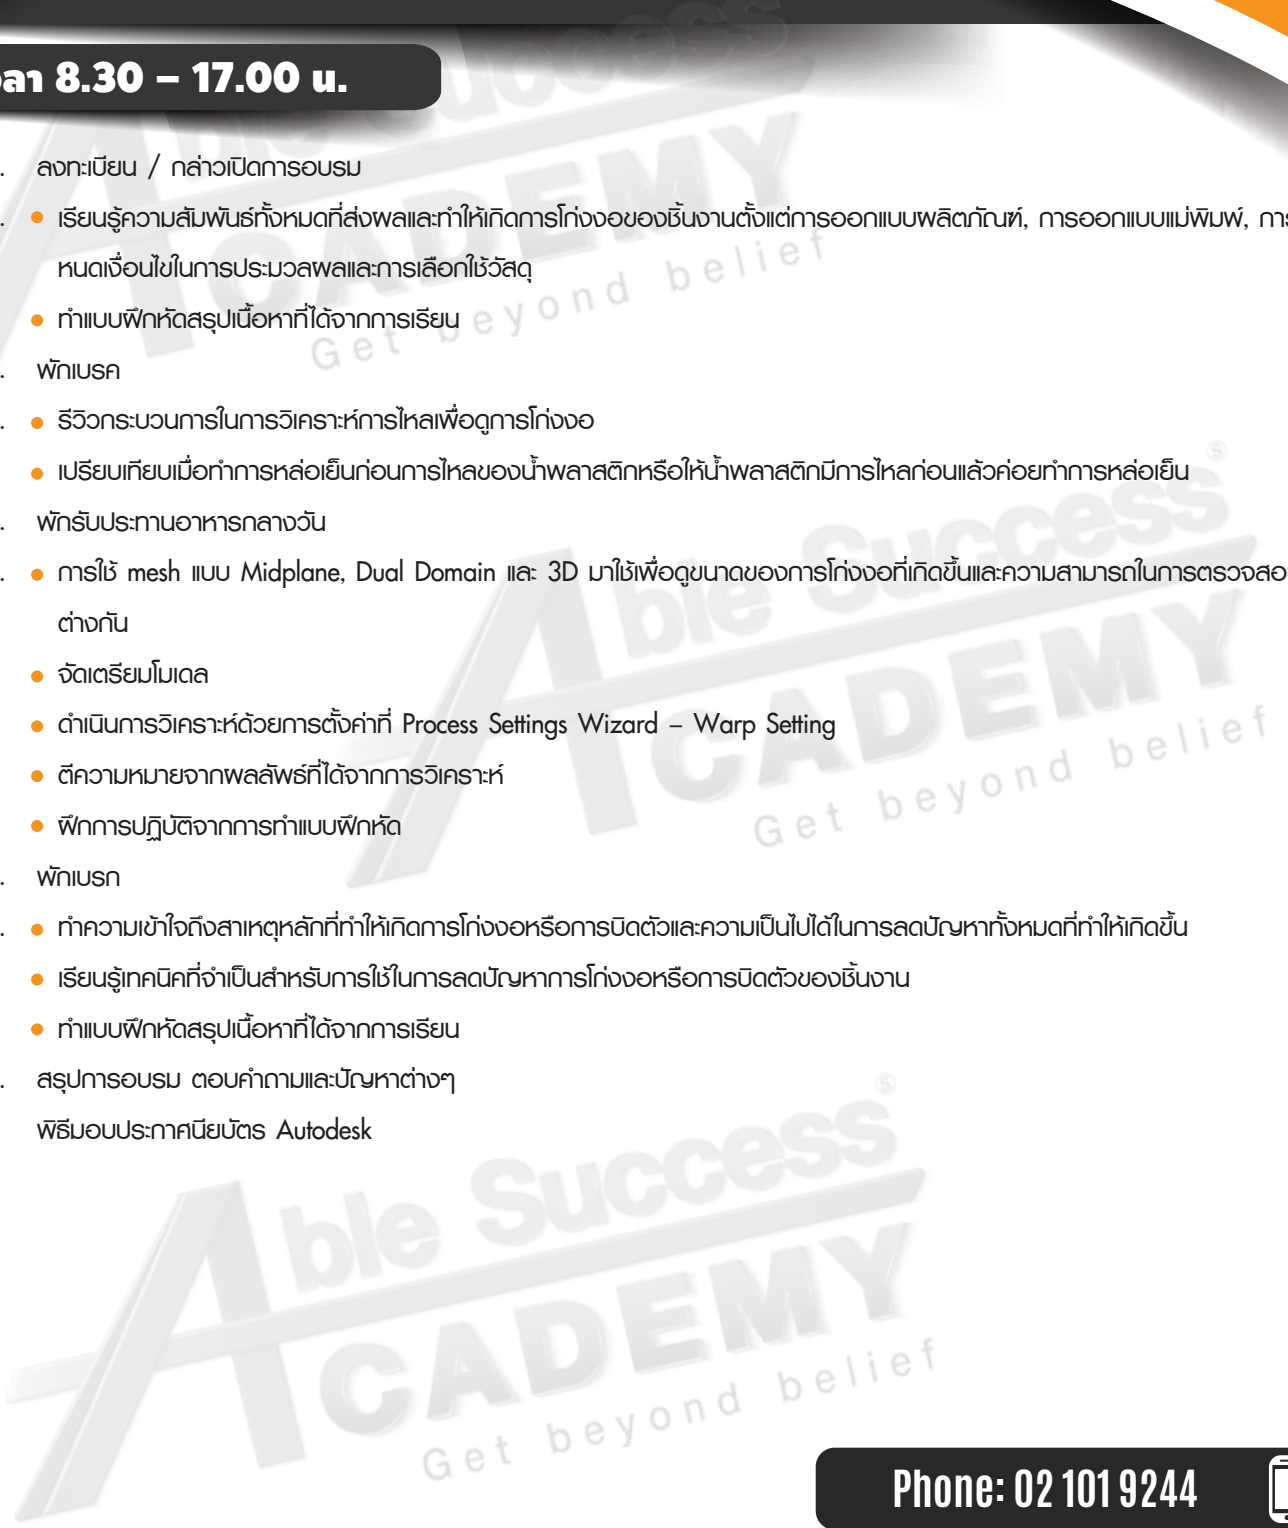 ลา 8.30 – 17.00 น.
. ลงทะเบียน / กล่าวเปิดการอบรม
. • เรียนรู้ความสัมพันธ์ทั้งหมดที่ส่งผลและทำให้เกิดการโก่งงอของชิ้นงานตั้งแต่การออกแบบผลิตภัณฑ์, การออกแบบแม่พิมพ์, การ
หนดเงื่อนไขในการประมวลผลและการเลือกใช้วัสดุ
• ทำแบบฝึกหัดสรุปเนื้อหาที่ได้จากการเรียน
. พักเบรค
. • รีวิวกระบวนการในการวิเคราะห์การไหลเพื่อดูการโก่งงอ
• เปรียบเทียบเมื่อทำการหล่อเย็นก่อนการไหลของน้ำพลาสติกหรือให้น้ำพลาสติกมีการไหลก่อนแล้วค่อยทำการหล่อเย็น
. พักรับประทานอาหารกลางวัน
. • การใช้ mesh แบบ Midplane, Dual Domain และ 3D มาใช้เพื่อดูขนาดของการโก่งงอที่เกิดขึ้นและความสามารถในการตรวจสอ
ต่างกัน
• จัดเตรียมโมเดล
• ดำเนินการวิเคราะห์ด้วยการตั้งค่าที่ Process Settings Wizard – Warp Setting
• ตีความหมายจากผลลัพธ์ที่ได้จากการวิเคราะห์
• ฝึกการปฏิบัติจากการทำแบบฝึกหัด
. พักเบรก
. • ทำความเข้าใจถึงสาเหตุหลักที่ทำให้เกิดการโก่งงอหรือการบิดตัวและความเป็นไปได้ในการลดปัญหาทั้งหมดที่ทำให้เกิดขึ้น
• เรียนรู้เทคนิคที่จำเป็นสำหรับการใช้ในการลดปัญหาการโก่งงอหรือการบิดตัวของชิ้นงาน
• ทำแบบฝึกหัดสรุปเนื้อหาที่ได้จากการเรียน
. สรุปการอบรม ตอบคำถามและปัญหาต่างๆ
พิธีมอบประกาศนียบัตร Autodesk
Able Success
ACADEMY
Get beyond belief
Able Success
ACADEMY
Get beyond belief
Able Success
ACADEMY
Get beyond belief
Phone: 02 101 9244